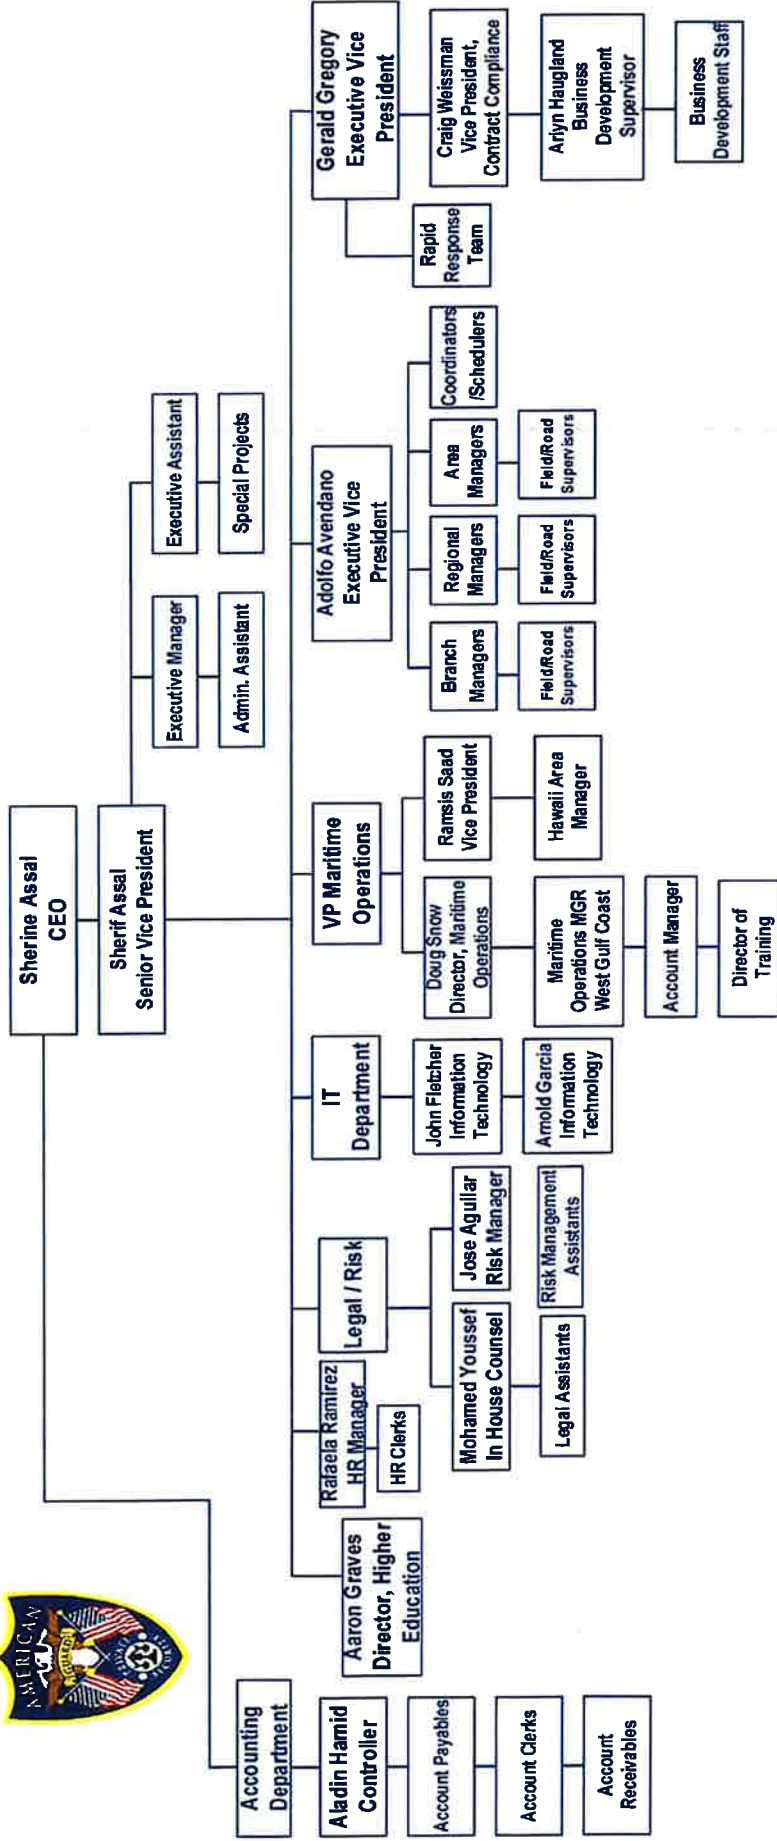 AMERICAN
GUARD
PRIVATE
SECURITY
Sherine Assal
CEO
Sherif Assal
Senior Vice President
Executive Manager
Admin. Assistant
Executive Assistant
Special Projects
Accounting
Department
Aladin Hamid
Controller
Account Payables
Account Clerks
Account
Receivables
Aaron Graves
Director, Higher
Education
Rafaela Ramirez
HR Manager
HR Clerks
Legal / Risk
Mohamed Youssef
In House Counsel
Legal Assistants
Jose Aguilar
Risk Manager
Risk Management
Assistants
IT
Department
John Fletcher
Information
Technology
Arnold Garcia
Information
Technology
VP Maritime
Operations
Doug Snow
Director, Maritime
Operations
Maritime
Operations MGR
West Gulf Coast
Account Manager
Director of
Training
Ramsis Saad
Vice President
Hawaii Area
Manager
Adolfo Avendano
Executive Vice
President
Branch
Managers
Field/Road
Supervisors
Regional
Managers
Field/Road
Supervisors
Area
Managers
Field/Road
Supervisors
Coordinators
/Schedulers
Gerald Gregory
Executive Vice
President
Rapid
Response
Team
Craig Weissman
Vice President,
Contract Compliance
Arlyn Haugland
Business
Development
Supervisor
Business
Development Staff